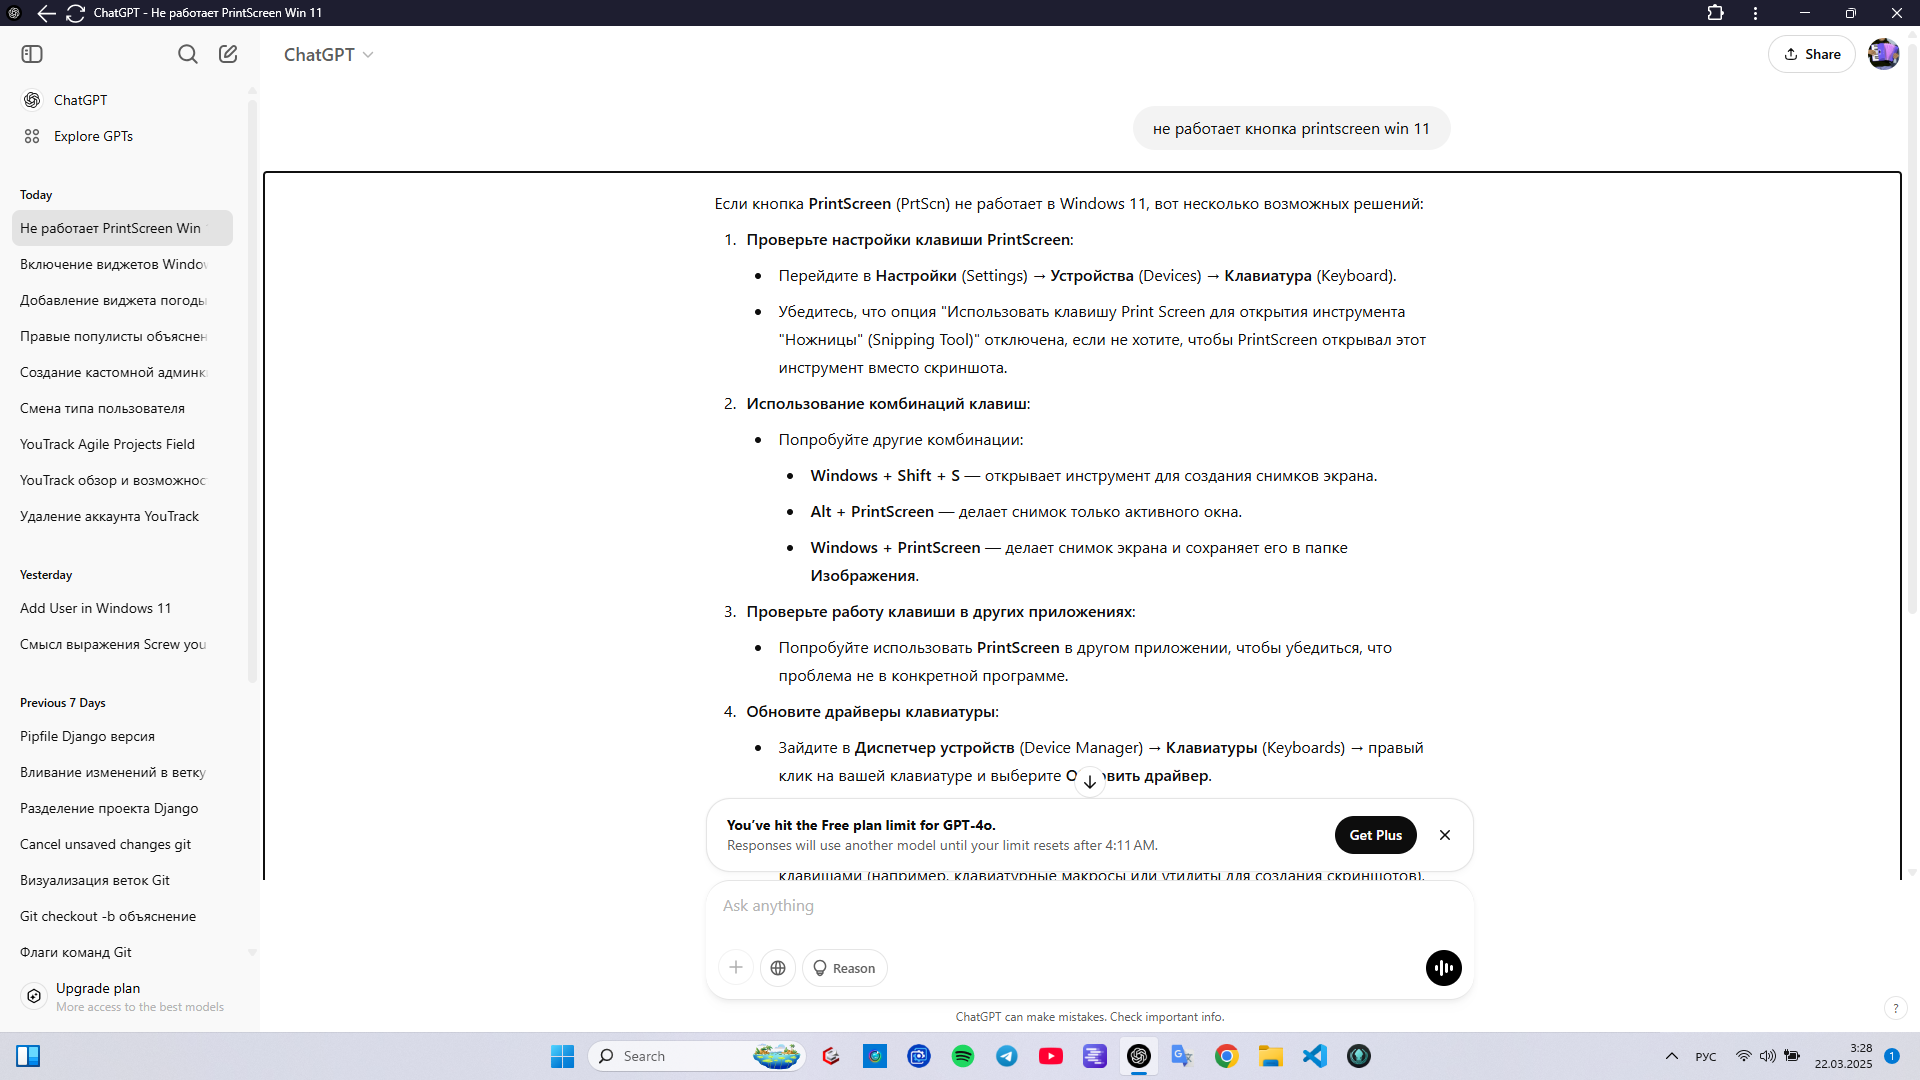 ChatGPT - Не работает PrintScreen Win 11
ChatGPT
Share
ChatGPT
Explore GPTs
Today
Не работает PrintScreen Win
Включение виджетов Window
Добавление виджета погоды
Правые популисты объяснен
Создание кастомной админк
Смена типа пользователя
YouTrack Agile Projects Field
YouTrack обзор и возможнос
Удаление аккаунта YouTrack
Yesterday
Add User in Windows 11
Смысл выражения Screw you
Previous 7 Days
Pipfile Django версия
Вливание изменений в ветку
Разделение проекта Django
Cancel unsaved changes git
Визуализация веток Git
Git checkout -b объяснение
Флаги команд Git
Upgrade plan
More access to the best models
не работает кнопка printscreen win 11
Если кнопка PrintScreen (PrtScn) не работает в Windows 11, вот несколько возможных решений:
1. Проверьте настройки клавиши PrintScreen:
• Перейдите в Настройки (Settings) → Устройства (Devices) → Клавиатура (Keyboard).
• Убедитесь, что опция "Использовать клавишу Print Screen для открытия инструмента
"Ножницы" (Snipping Tool)" отключена, если не хотите, чтобы PrintScreen открывал этот
инструмент вместо скриншота.
2. Использование комбинаций клавиш:
• Попробуйте другие комбинации:
• Windows + Shift + S — открывает инструмент для создания снимков экрана.
• Alt + PrintScreen — делает снимок только активного окна.
• Windows + PrintScreen — делает снимок экрана и сохраняет его в папке
Изображения.
3. Проверьте работу клавиши в других приложениях:
• Попробуйте использовать PrintScreen в другом приложении, чтобы убедиться, что
проблема не в конкретной программе.
4. Обновите драйверы клавиатуры:
• Зайдите в Диспетчер устройств (Device Manager) → Клавиатуры (Keyboards) → правый
клик на вашей клавиатуре и выберите драйвер.
You've hit the Free plan limit for GPT-4o.
Responses will use another model until your limit resets after 4:11 AM.
Get Plus
клавишами (например, клавиатурные макросы или утилиты для создания скриншотов).
Ask anything
Reason
ChatGPT can make mistakes. Check important info.
?
Search
РУС
3:28
22.03.2025
1